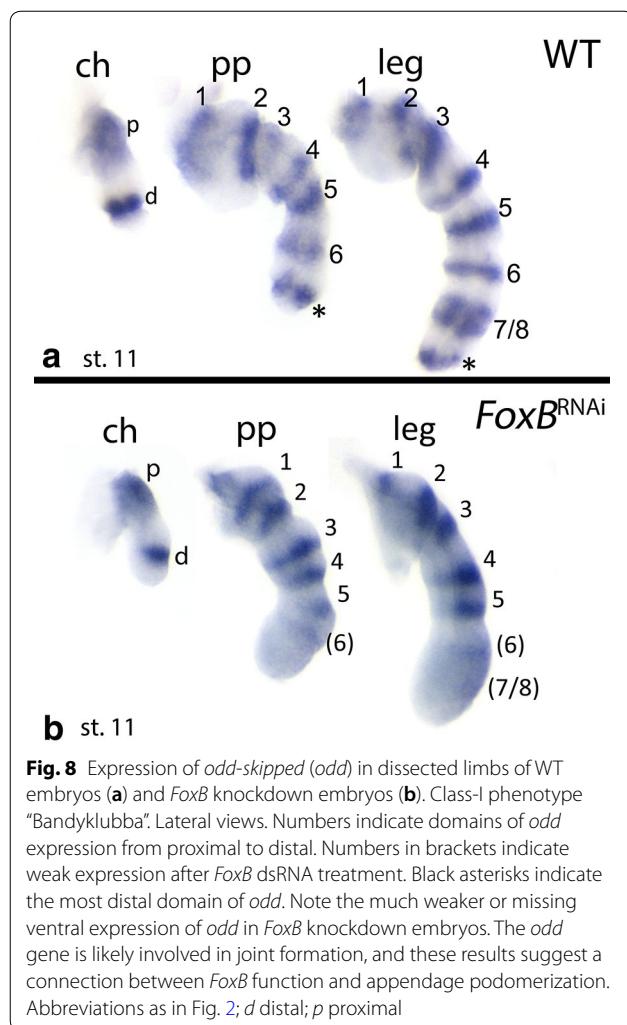 WT
ch
pp
leg
p
d
1
2
3
4
5
6
*
1
2
3
4
5
6
7/8
*
a st. 11
FoxB^RNAi
ch
pp
leg
p
d
1
2
3
4
5
(6)
1
2
3
4
5
(6)
(7/8)
b st. 11
Fig. 8 Expression of odd-skipped (odd) in dissected limbs of WT
embryos (a) and FoxB knockdown embryos (b). Class-I phenotype
“Bandyklubba”. Lateral views. Numbers indicate domains of odd
expression from proximal to distal. Numbers in brackets indicate
weak expression after FoxB dsRNA treatment. Black asterisks indicate
the most distal domain of odd. Note the much weaker or missing
ventral expression of odd in FoxB knockdown embryos. The odd
gene is likely involved in joint formation, and these results suggest a
connection between FoxB function and appendage podomerization.
Abbreviations as in Fig. 2; d distal; p proximal